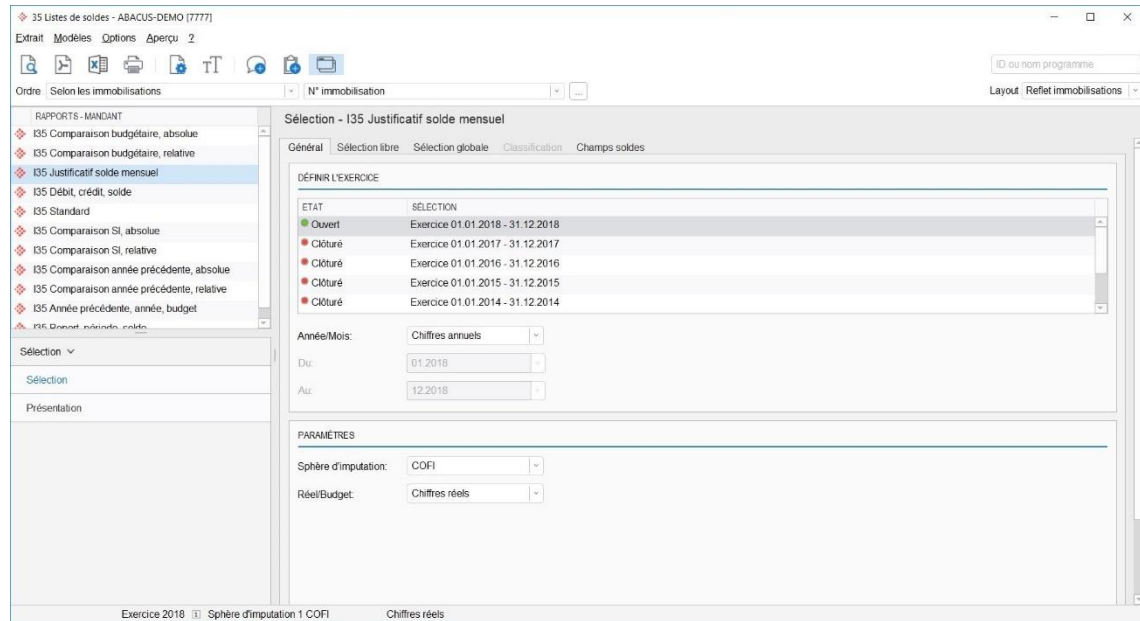 35 Listes de soldes - ABACUS-DEMO [7777]
Extrait Modèles Options Aperçu ?
ID ou nom programme
Ordre Selon les immobilisations N° immobilisation ... Layout Reflet immobilisations
RAPPORTS - MANDANT
I35 Comparaison budgétaire, absolue
I35 Comparaison budgétaire, relative
I35 Justificatif solde mensuel
I35 Débit, crédit, solde
I35 Standard
I35 Comparaison SI, absolue
I35 Comparaison SI, relative
I35 Comparaison année précédente, absolue
I35 Comparaison année précédente, relative
I35 Année précédente, année, budget
I35 Report, période, solde
Sélection
Sélection
Présentation
Sélection - I35 Justificatif solde mensuel
Général Sélection libre Sélection globale Classification Champs soldes
DÉFINIR L'EXERCICE
ETAT SÉLECTION
Ouvert Exercice 01.01.2018 - 31.12.2018
Clôturé Exercice 01.01.2017 - 31.12.2017
Clôturé Exercice 01.01.2016 - 31.12.2016
Clôturé Exercice 01.01.2015 - 31.12.2015
Clôturé Exercice 01.01.2014 - 31.12.2014
Année/Mois: Chiffres annuels
Du: 01.2018
Au: 12.2018
PARAMÈTRES
Sphère d'imputation: COFI
Réel/Budget: Chiffres réels
Exercice 2018 1 Sphère d'imputation 1 COFI Chiffres réels